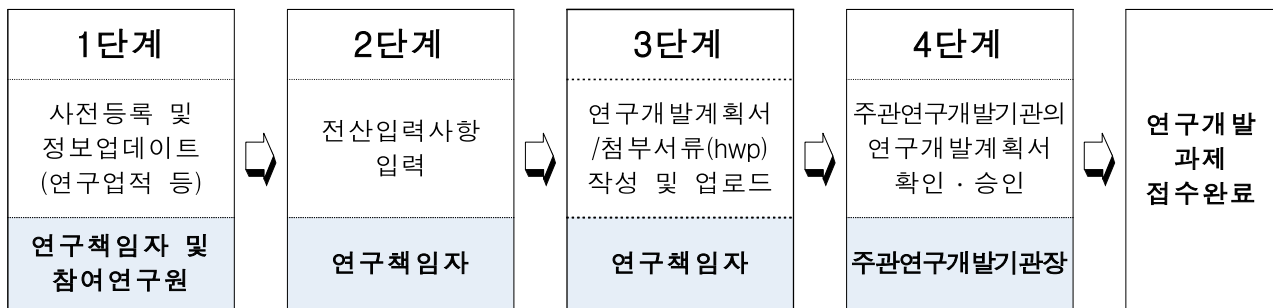 1단계
사전등록 및
정보업데이트
(연구업적 등)
연구책임자 및
참여연구원
2단계
전산입력사항
입력
연구책임자
3단계
연구개발계획서
/첨부서류(hwp)
작성 및 업로드
연구책임자
4단계
주관연구개발기관의
연구개발계획서
확인 · 승인
주관연구개발기관장
연구개발
과제
접수완료